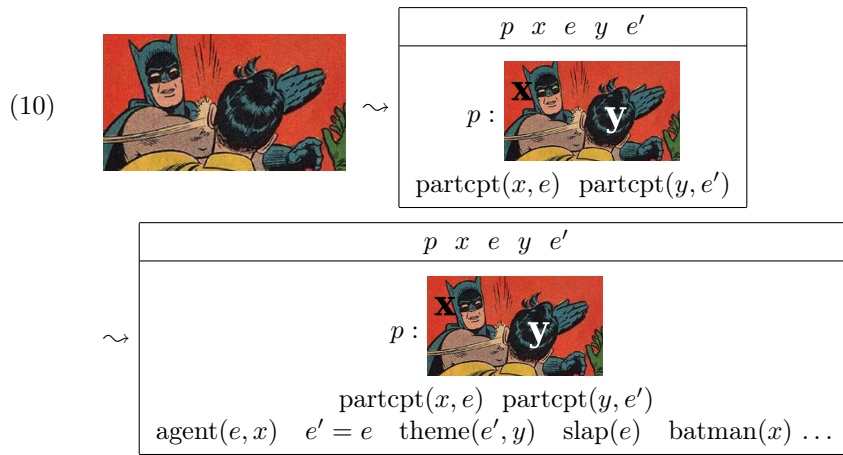 p x e y e′
(10) ⤳ p : x y
partcpt(x, e) partcpt(y, e′)
p x e y e′
⤳ p : x y
partcpt(x, e) partcpt(y, e′)
agent(e, x) e′ = e theme(e′, y) slap(e) batman(x) …